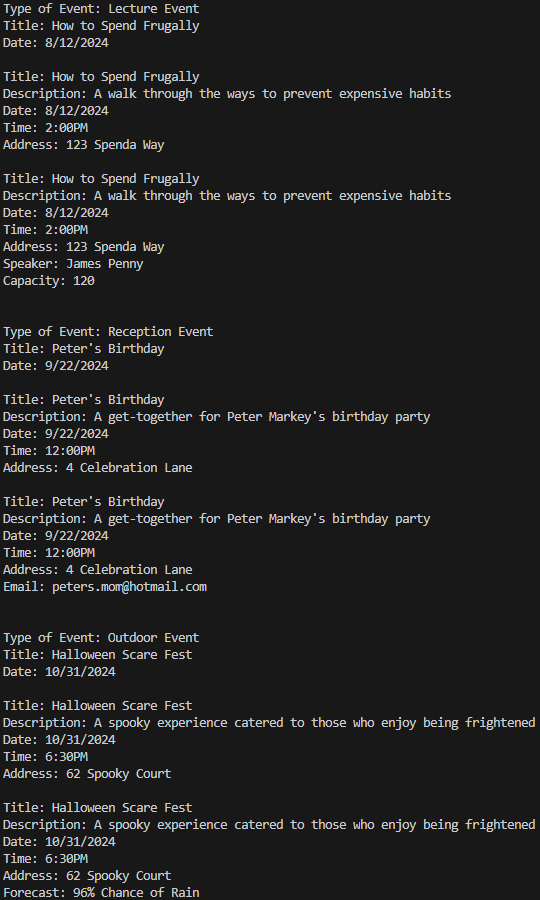 Type of Event: Lecture Event
Title: How to Spend Frugally
Date: 8/12/2024

Title: How to Spend Frugally
Description: A walk through the ways to prevent expensive habits
Date: 8/12/2024
Time: 2:00PM
Address: 123 Spenda Way

Title: How to Spend Frugally
Description: A walk through the ways to prevent expensive habits
Date: 8/12/2024
Time: 2:00PM
Address: 123 Spenda Way
Speaker: James Penny
Capacity: 120

Type of Event: Reception Event
Title: Peter's Birthday
Date: 9/22/2024

Title: Peter's Birthday
Description: A get-together for Peter Markey's birthday party
Date: 9/22/2024
Time: 12:00PM
Address: 4 Celebration Lane

Title: Peter's Birthday
Description: A get-together for Peter Markey's birthday party
Date: 9/22/2024
Time: 12:00PM
Address: 4 Celebration Lane
Email: peters.mom@hotmail.com

Type of Event: Outdoor Event
Title: Halloween Scare Fest
Date: 10/31/2024

Title: Halloween Scare Fest
Description: A spooky experience catered to those who enjoy being frightened
Date: 10/31/2024
Time: 6:30PM
Address: 62 Spooky Court

Title: Halloween Scare Fest
Description: A spooky experience catered to those who enjoy being frightened
Date: 10/31/2024
Time: 6:30PM
Address: 62 Spooky Court
Forecast: 96% Chance of Rain